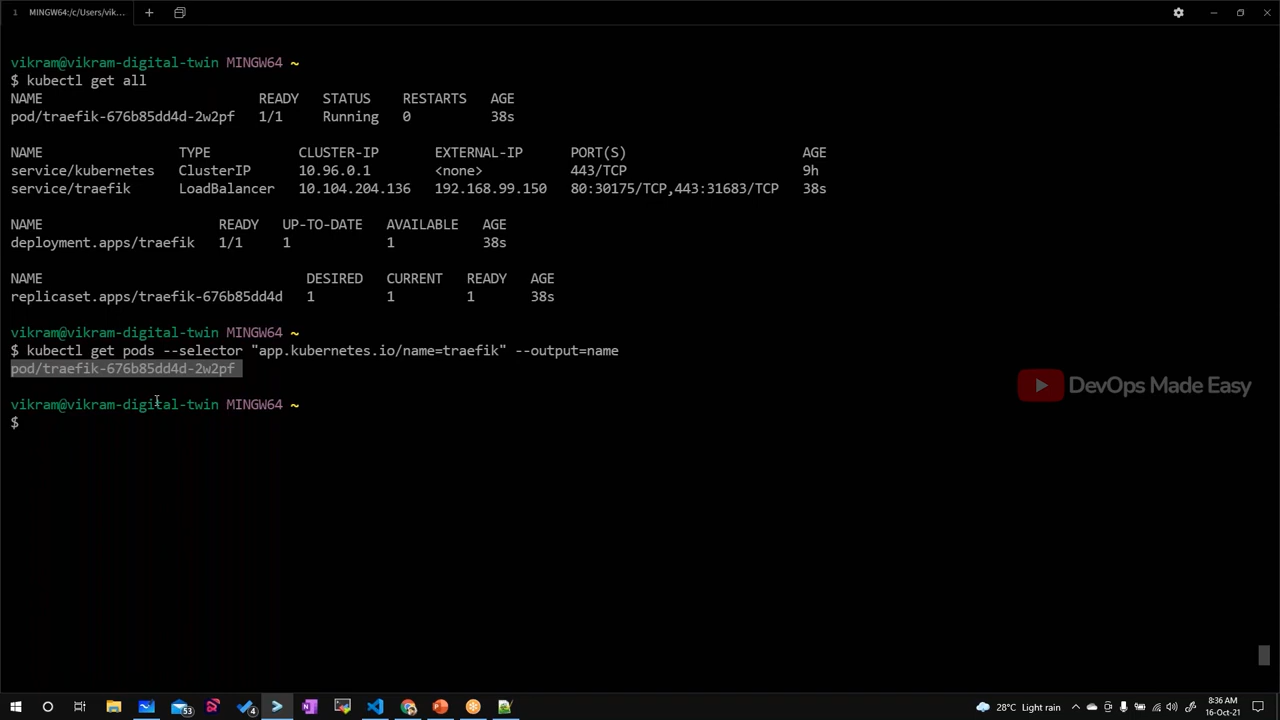 1 MINGW64:/c/Users/vik...
vikram@vikram-digital-twin MINGW64 ~
$ kubectl get all
NAME READY STATUS RESTARTS AGE
pod/traefik-676b85dd4d-2w2pf 1/1 Running 0 38s
NAME TYPE CLUSTER-IP EXTERNAL-IP PORT(S) AGE
service/kubernetes ClusterIP 10.96.0.1 <none> 443/TCP 9h
service/traefik LoadBalancer 10.104.204.136 192.168.99.150 80:30175/TCP,443:31683/TCP 38s
NAME READY UP-TO-DATE AVAILABLE AGE
deployment.apps/traefik 1/1 1 1 38s
NAME DESIRED CURRENT READY AGE
replicaset.apps/traefik-676b85dd4d 1 1 1 38s
vikram@vikram-digital-twin MINGW64 ~
$ kubectl get pods --selector "app.kubernetes.io/name=traefik" --output=name
pod/traefik-676b85dd4d-2w2pf
DevOps Made Easy
vikram@vikram-digital-twin MINGW64 ~
$
53
4
28°C Light rain
8:36 AM
16-Oct-21